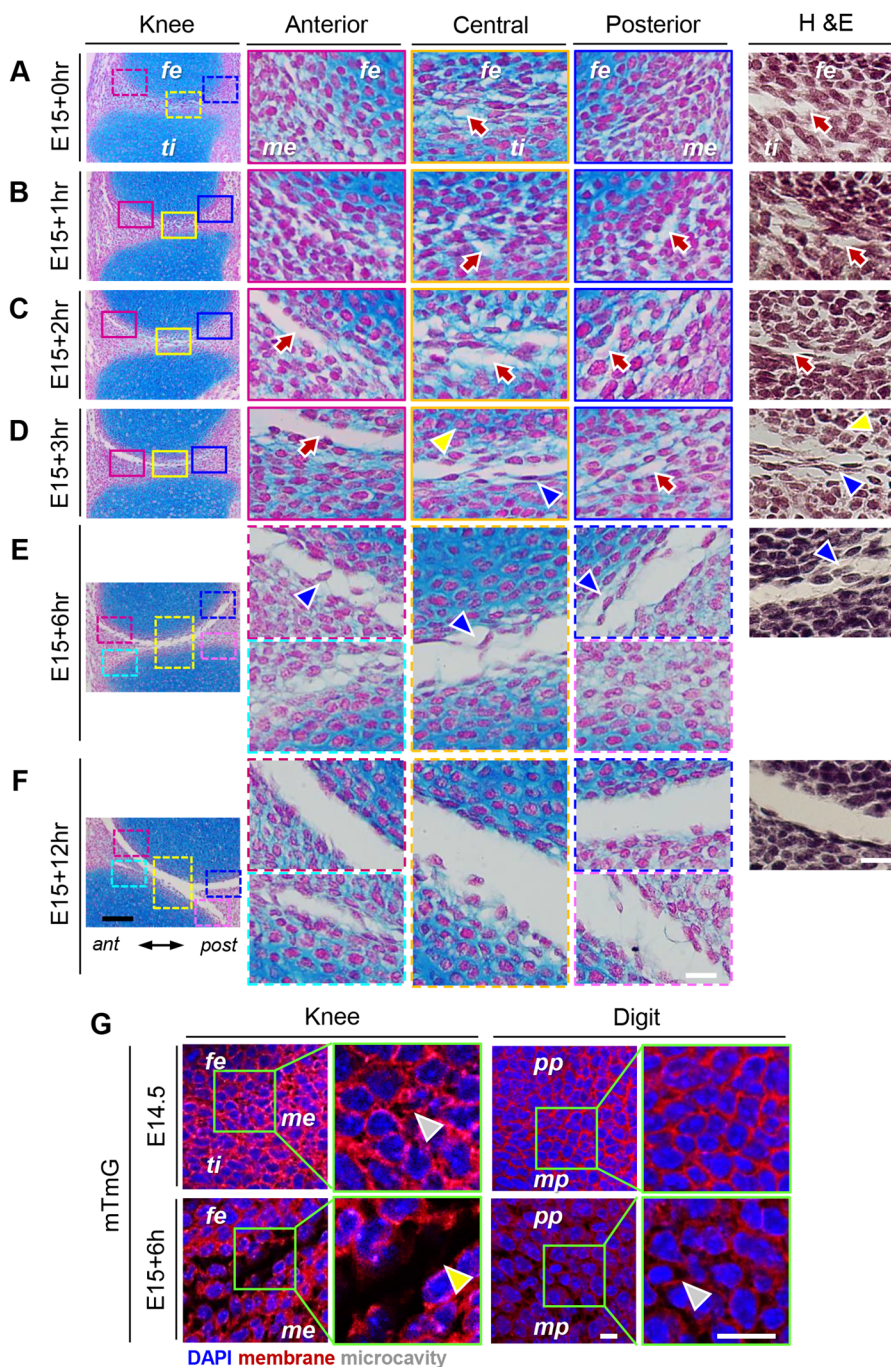 Knee Anterior Central Posterior H &E
A
E15+0hr
fe fe fe fe fe
ti me ti me ti
B
E15+1hr
C
E15+2hr
D
E15+3hr
E
E15+6hr
F
E15+12hr
ant post
G
Knee Digit
mTmG
E14.5
fe pp
me
ti mp
E15+6h
fe pp
me mp
DAPI membrane microcavity